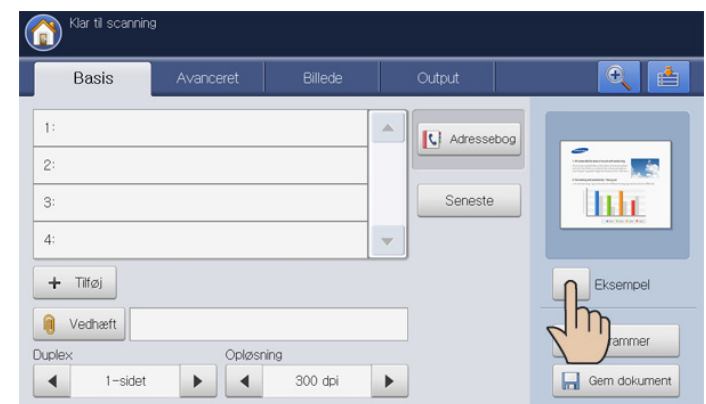 Klar til scanning
Basis
Avanceret
Billede
Output
1:
2:
3:
4:
Adressebog
Seneste
Tilføj
Vedhæft
Duplex
Opløsning
1-sidet
300 dpi
Eksempel
Gem dokument